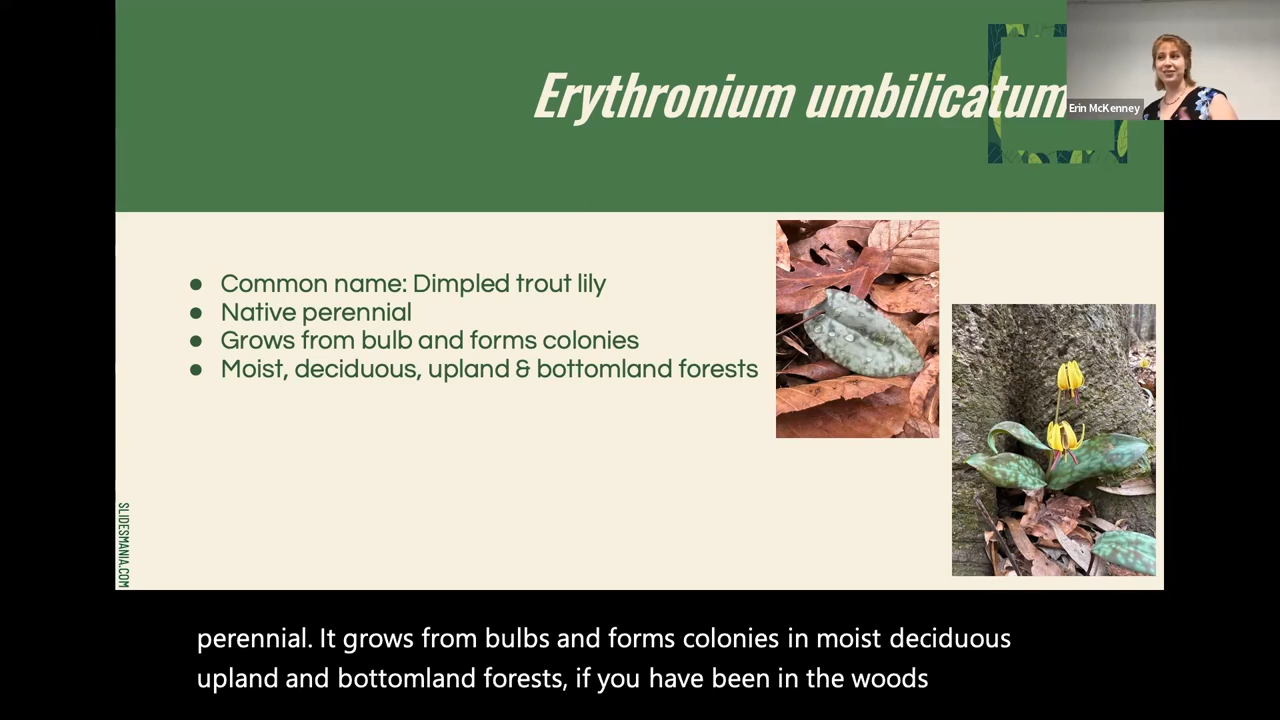 Erythronium umbilicatum
Erin McKenney
● Common name: Dimpled trout lily
● Native perennial
● Grows from bulb and forms colonies
● Moist, deciduous, upland & bottomland forests
SLIDESMANIA.COM
perennial. It grows from bulbs and forms colonies in moist deciduous
upland and bottomland forests, if you have been in the woods